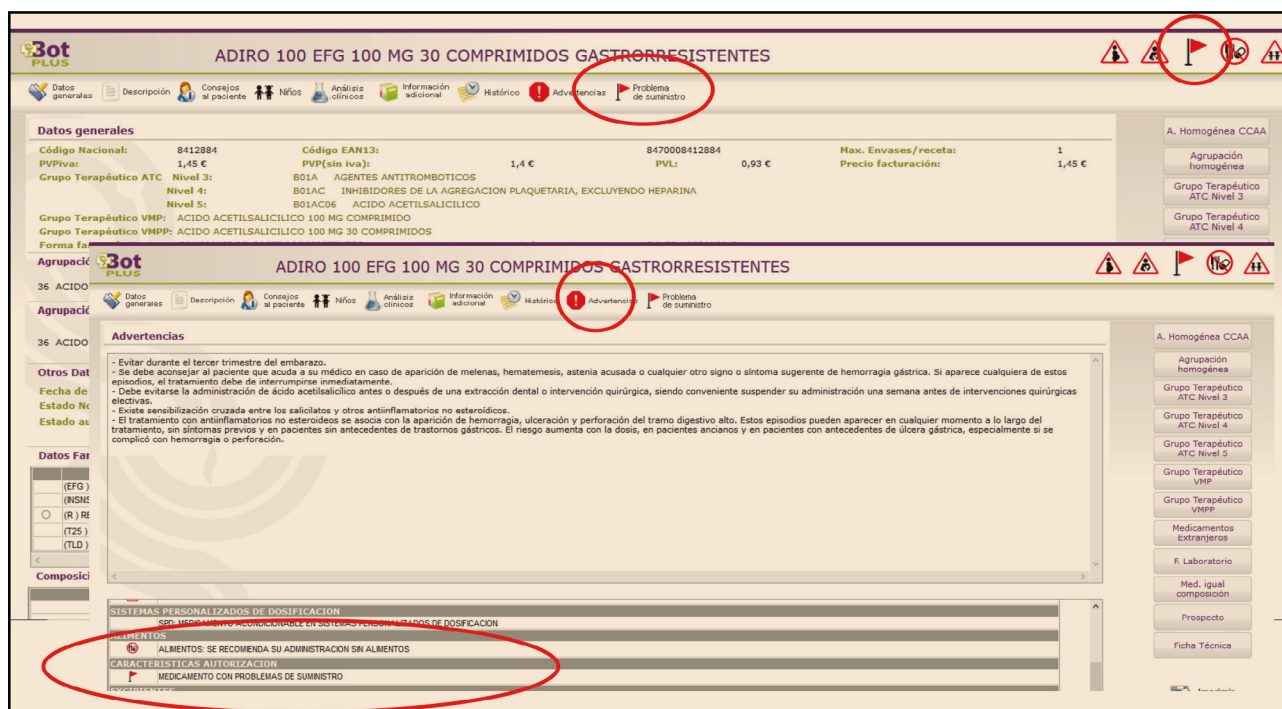 Bot
PLUS
ADIRO 100 EFG 100 MG 30 COMPRIMIDOS GASTRORRESISTENTES
Datos generales
Descripción
Consejos al paciente
Niños
Análisis clínicos
Información adicional
Histórico
Advertencias
Problema de suministro
Datos generales
Código Nacional: 8412884 Código EAN13: 8470008412884 Max. Envases/receta: 1
PVPiva: 1,45 € PVP(sin iva): 1,4 € PVL: 0,93 € Precio facturación: 1,45 €
Grupo Terapéutico ATC Nivel 3: B01A AGENTES ANTITROMBOTICOS
Nivel 4: B01AC INHIBIDORES DE LA AGREGACION PLAQUETARIA, EXCLUYENDO HEPARINA
Nivel 5: B01AC06 ACIDO ACETILSALICILICO
Grupo Terapéutico VMP: ACIDO ACETILSALICILICO 100 MG COMPRIMIDO
Grupo Terapéutico VMPP: ACIDO ACETILSALICILICO 100 MG 30 COMPRIMIDOS
Forma fa
A. Homogénea CCAA
Agrupación homogénea
Grupo Terapéutico ATC Nivel 3
Grupo Terapéutico ATC Nivel 4
Agrupació
36 ACIDO
Agrupació
36 ACIDO
Otros Dat
Fecha de
Estado No
Estado au
Datos Far
(EFG )
(INSNS
(R ) RE
(T25 )
(TLD )
Composici
Bot
PLUS
ADIRO 100 EFG 100 MG 30 COMPRIMIDOS GASTRORRESISTENTES
Datos generales
Descripción
Consejos al paciente
Niños
Análisis clínicos
Información adicional
Histórico
Advertencias
Problema de suministro
Advertencias
- Evitar durante el tercer trimestre del embarazo.
- Se debe aconsejar al paciente que acuda a su médico en caso de aparición de melenas, hematemesis, astenia acusada o cualquier otro signo o síntoma sugerente de hemorragia gástrica. Si aparece cualquiera de estos
episodios, el tratamiento debe de interrumpirse inmediatamente.
- Debe evitarse la administración de ácido acetilsalicílico antes o después de una extracción dental o intervención quirúrgica, siendo conveniente suspender su administración una semana antes de intervenciones quirúrgicas
electivas.
- Existe sensibilización cruzada entre los salicilatos y otros antiinflamatorios no esteroídicos.
- El tratamiento con antiinflamatorios no esteroideos se asocia con la aparición de hemorragia, ulceración y perforación del tramo digestivo alto. Estos episodios pueden aparecer en cualquier momento a lo largo del
tratamiento, sin síntomas previos y en pacientes sin antecedentes de trastornos gástricos. El riesgo aumenta con la dosis, en pacientes ancianos y en pacientes con antecedentes de úlcera gástrica, especialmente si se
complicó con hemorragia o perforación.
SISTEMAS PERSONALIZADOS DE DOSIFICACION
SPD: MEDICAMENTO ACONDICIONABLE EN SISTEMAS PERSONALIZADOS DE DOSIFICACION
ALIMENTOS
ALIMENTOS: SE RECOMIENDA SU ADMINISTRACION SIN ALIMENTOS
CARACTERISTICAS AUTORIZACION
MEDICAMENTO CON PROBLEMAS DE SUMINISTRO
EXCIPIENTES
A. Homogénea CCAA
Agrupación homogénea
Grupo Terapéutico ATC Nivel 3
Grupo Terapéutico ATC Nivel 4
Grupo Terapéutico ATC Nivel 5
Grupo Terapéutico VMP
Grupo Terapéutico VMPP
Medicamentos Extranjeros
F. Laboratorio
Med. igual composición
Prospecto
Ficha Técnica